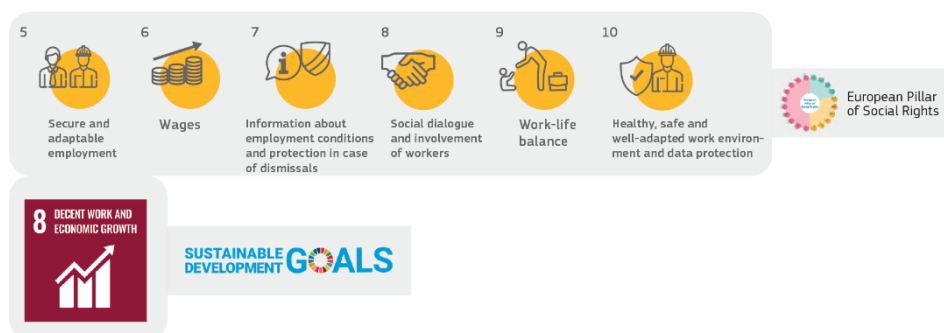 5
6
7
8
9
10
Secure and
adaptable
employment
Wages
Information about
employment conditions
and protection in case
of dismissals
Social dialogue
and involvement
of workers
Work-life
balance
Healthy, safe and
well-adapted work environ-
ment and data protection
European Pillar
of Social Rights
8 DECENT WORK AND
ECONOMIC GROWTH
SUSTAINABLE
DEVELOPMENT
GOALS